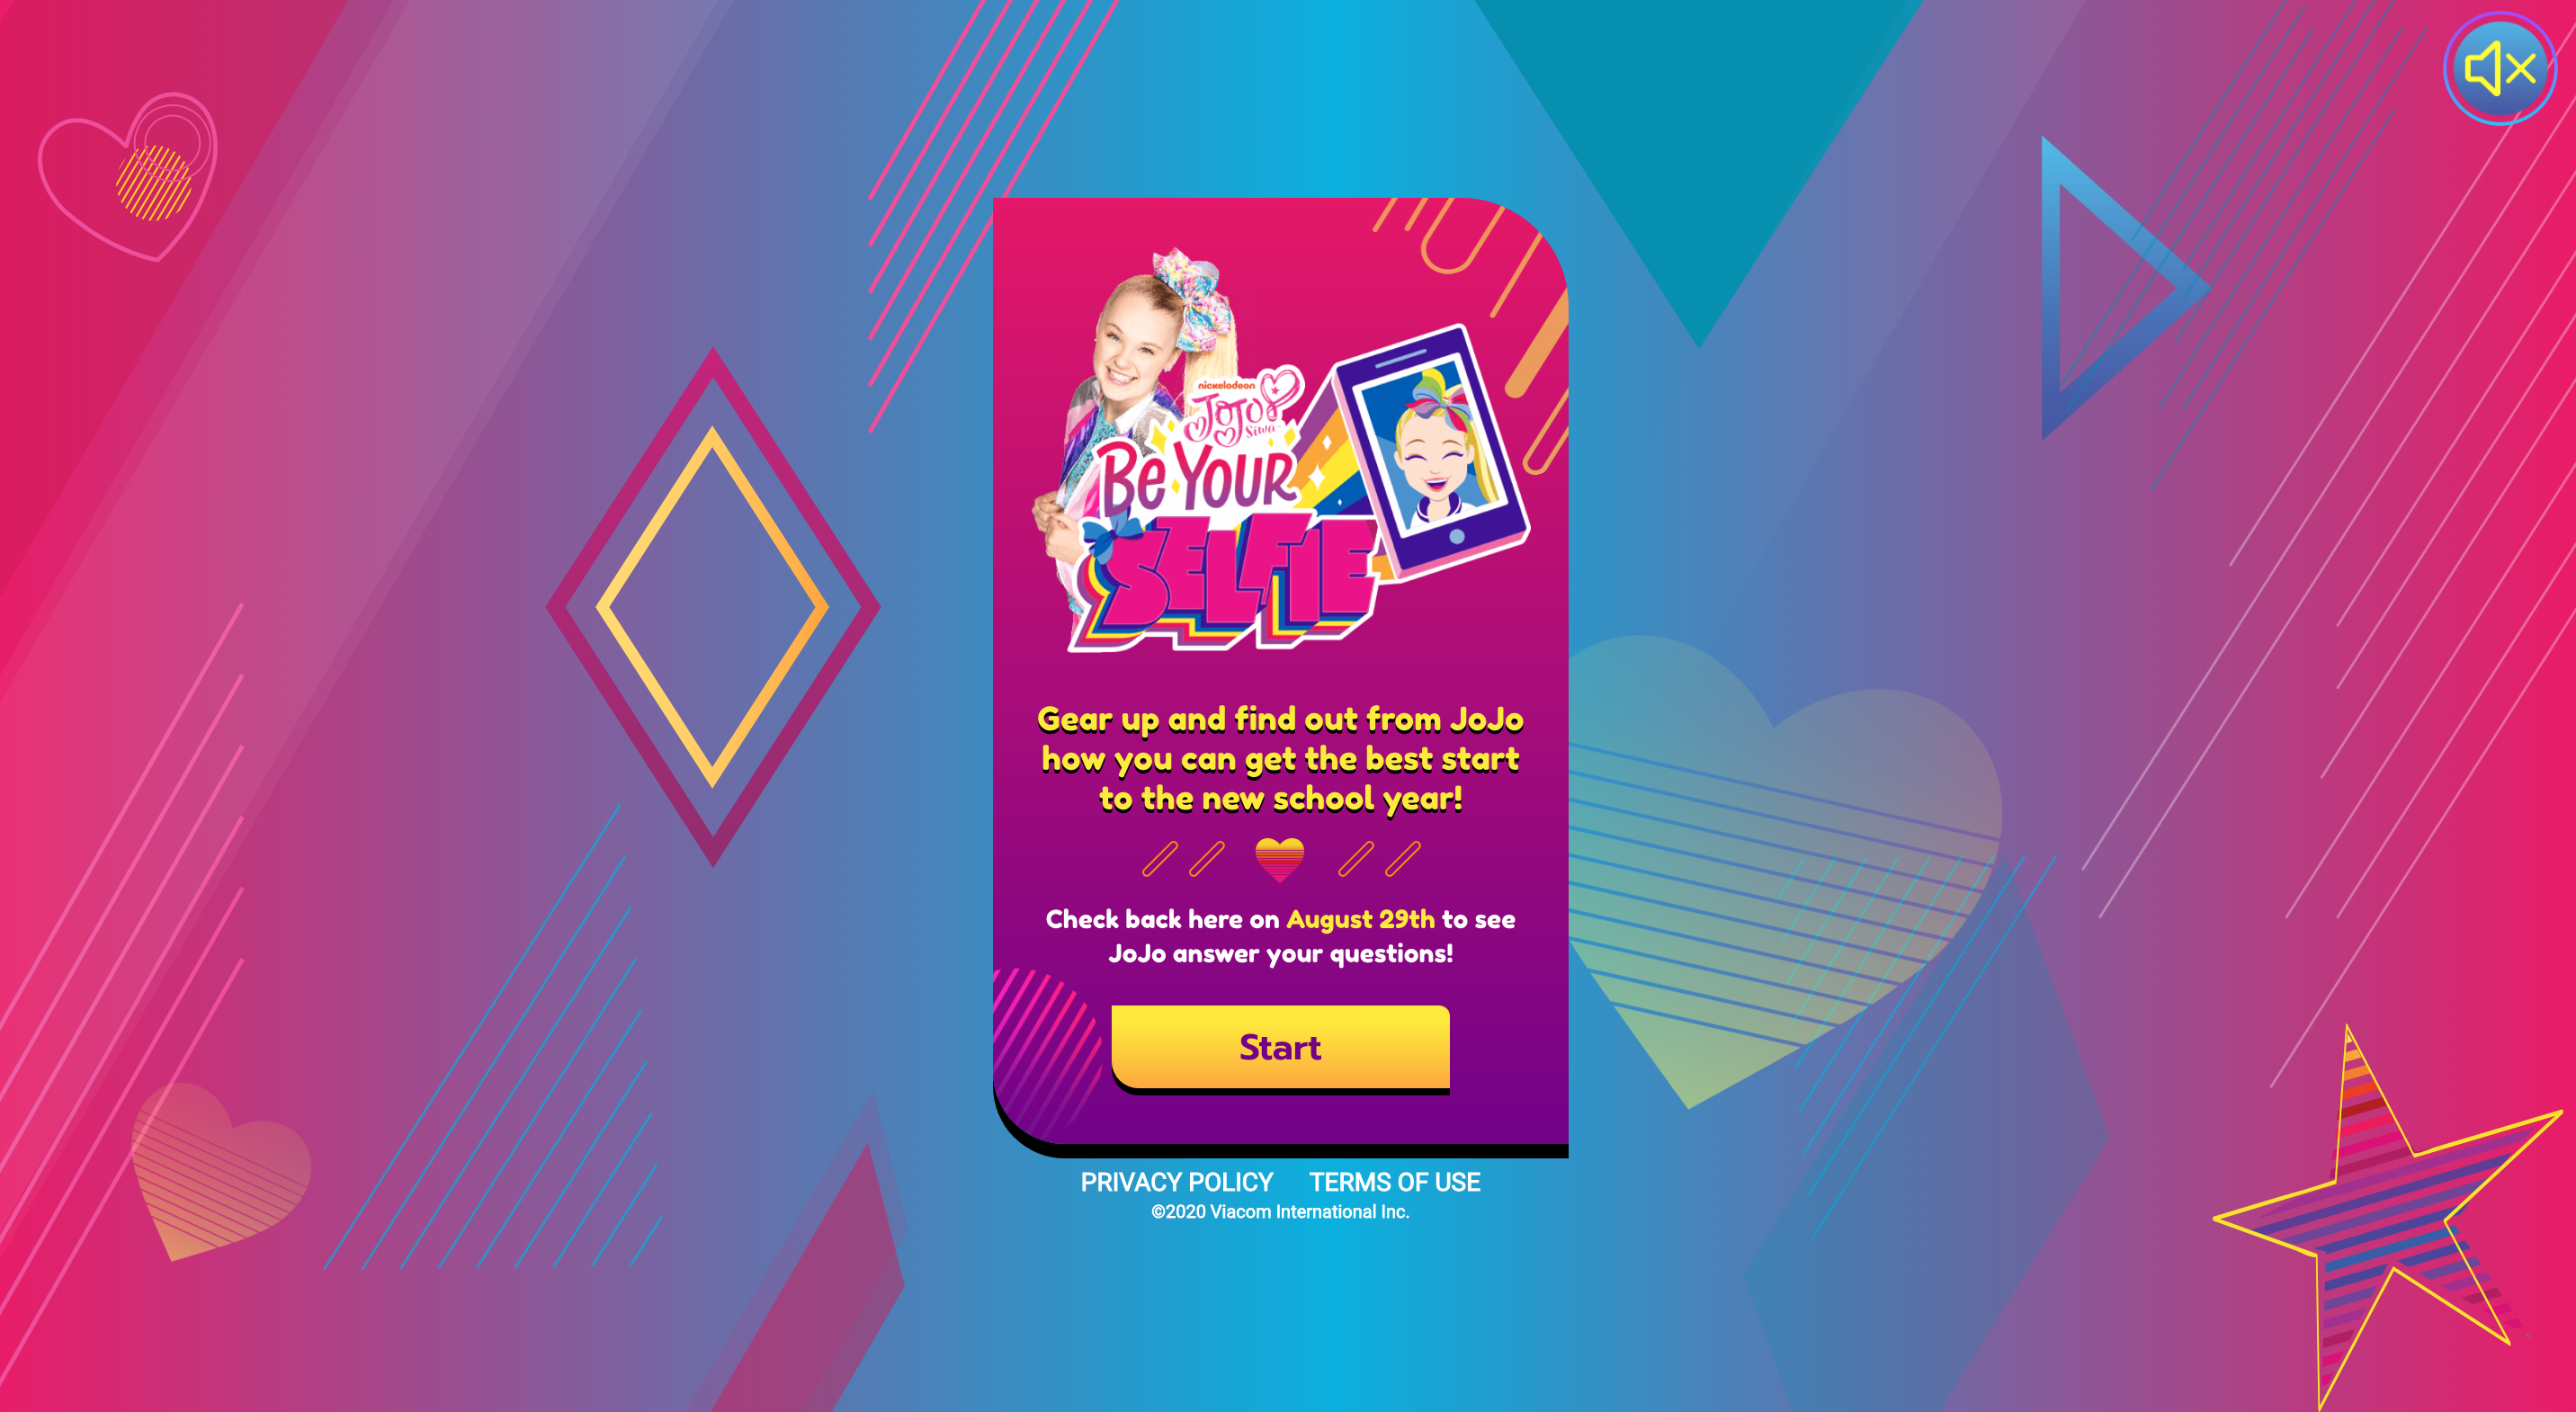 nickelodeon
JoJo
Siwa
Be Your
SELFIE
Gear up and find out from JoJo
how you can get the best start
to the new school year!
Check back here on August 29th to see
JoJo answer your questions!
Start
PRIVACY POLICY TERMS OF USE
©2020 Viacom International Inc.